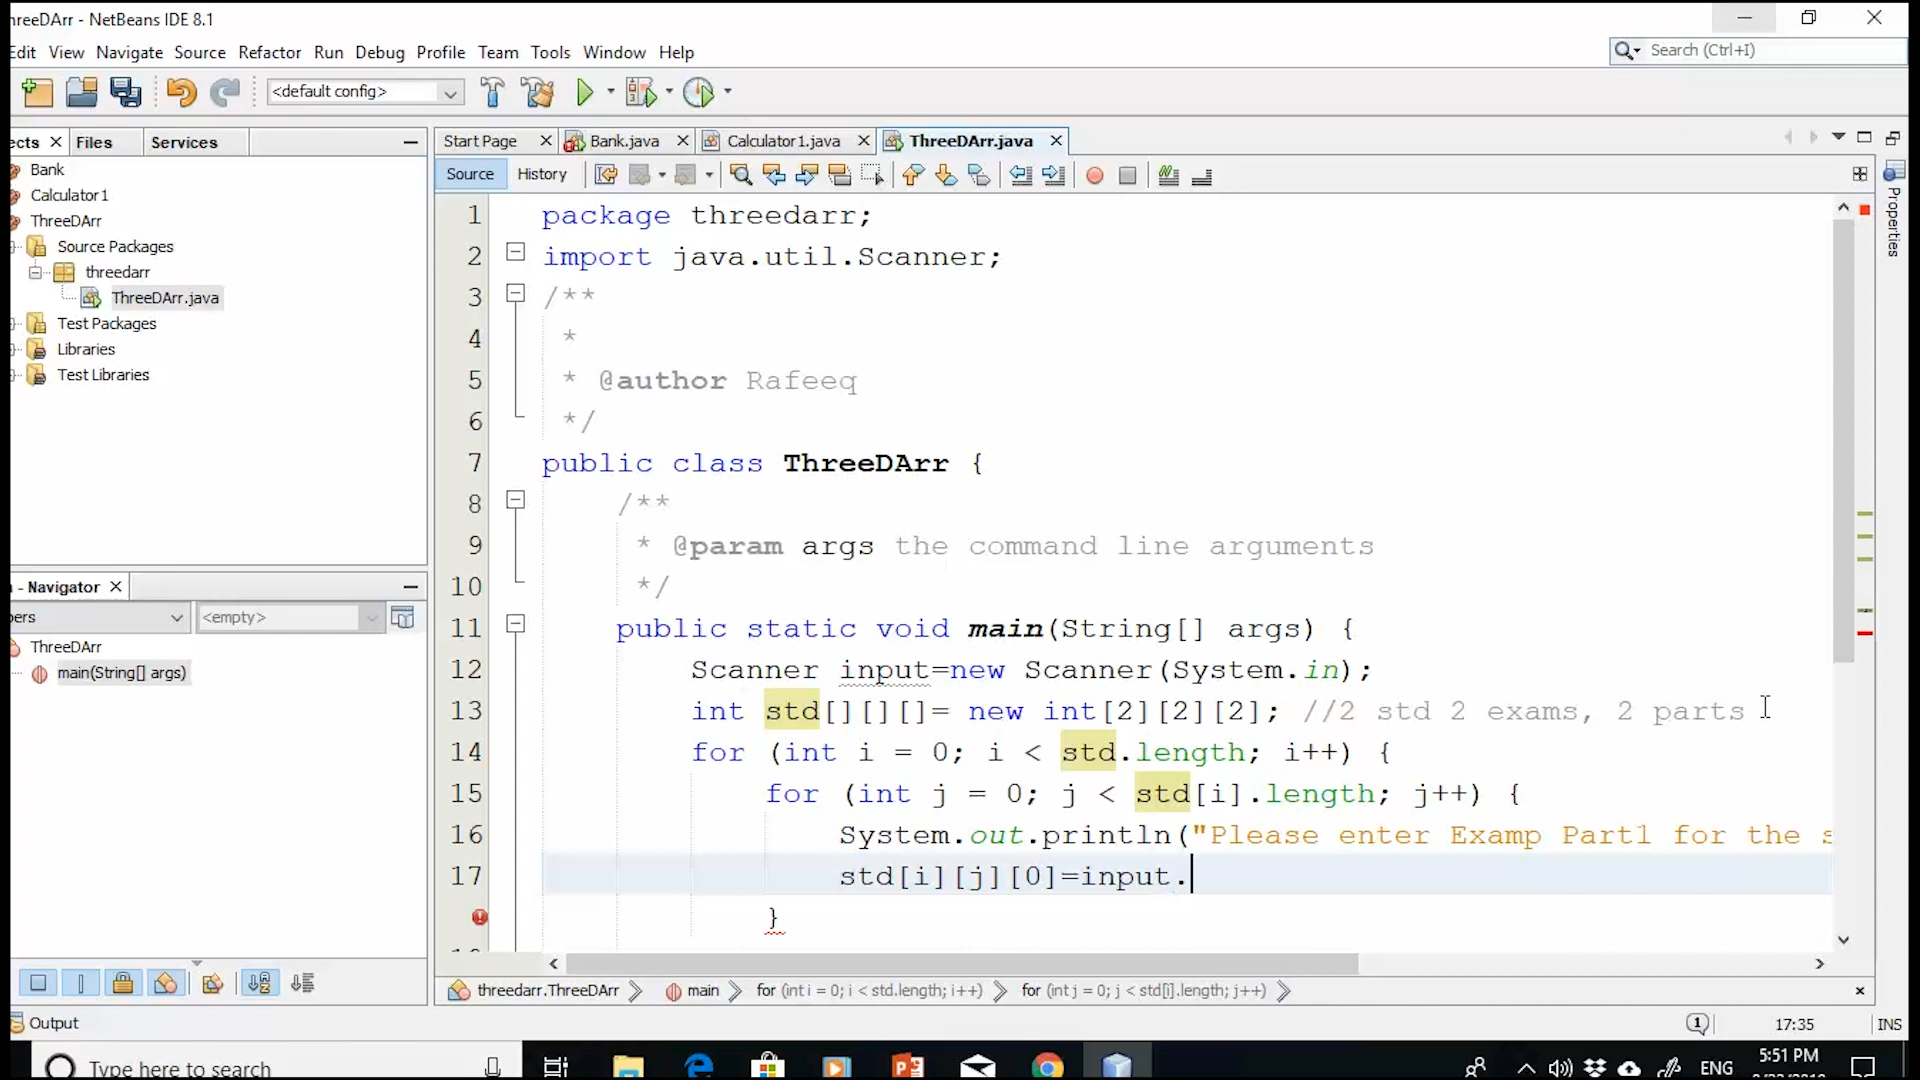 hreeDArr - NetBeans IDE 8.1
Edit View Navigate Source Refactor Run Debug Profile Team Tools Window Help
Search (Ctrl+I)
<default config>
ects Files Services
Start Page Bank.java Calculator1.java ThreeDArr.java
Source History
Properties
Bank
Calculator1
ThreeDArr
Source Packages
threedarr
ThreeDArr.java
Test Packages
Libraries
Test Libraries
- Navigator
ers <empty>
ThreeDArr
main(String[] args)
1 package threedarr;
2 import java.util.Scanner;
3 /**
4 *
5 * @author Rafeeq
6 */
7 public class ThreeDArr {
8 /**
9 * @param args the command line arguments
10 */
11 public static void main(String[] args) {
12 Scanner input=new Scanner(System.in);
13 int std[][][]= new int[2][2][2]; //2 std 2 exams, 2 parts
14 for (int i = 0; i < std.length; i++) {
15 for (int j = 0; j < std[i].length; j++) {
16 System.out.println("Please enter Examp Part1 for the s
17 std[i][j][0]=input.
}
threedarr.ThreeDArr main for (int i = 0; i < std.length; i++) for (int j = 0; j < std[i].length; j++)
Output
1 17:35 INS
Type here to search
ENG
5:51 PM